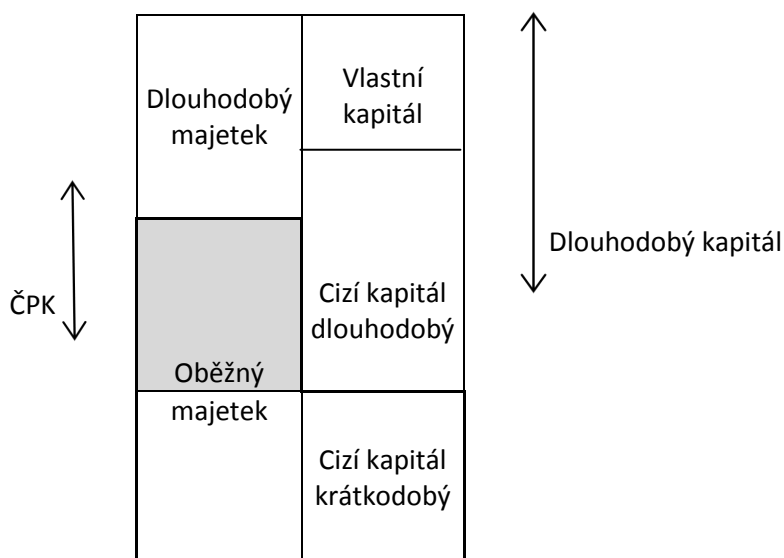 Dlouhodobý
majetek
Vlastní
kapitál
Dlouhodobý kapitál
ČPK
Cizí kapitál
dlouhodobý
Oběžný
majetek
Cizí kapitál
krátkodobý